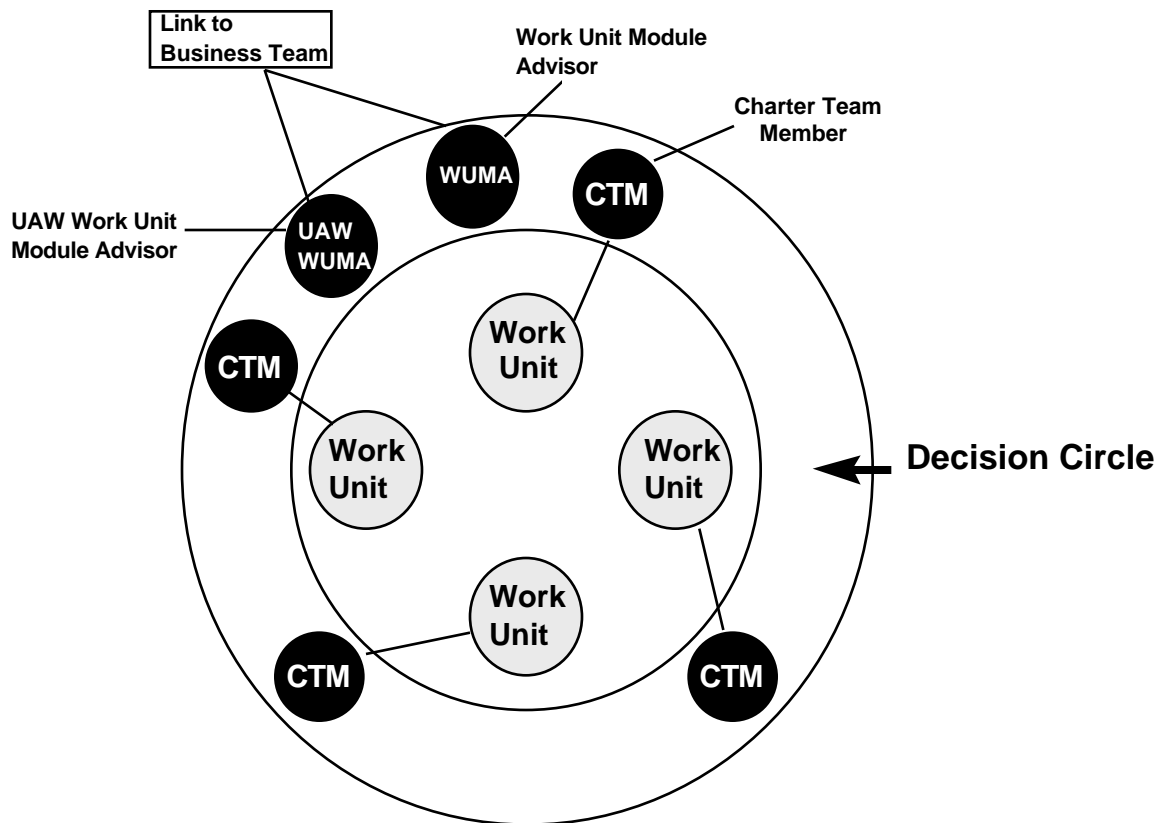 Link to
Business Team
Work Unit Module
Advisor
Charter Team
Member
WUMA
CTM
UAW Work Unit
Module Advisor
UAW
WUMA
Work
Unit
CTM
Work
Unit
Work
Unit
Decision Circle
Work
Unit
CTM
CTM